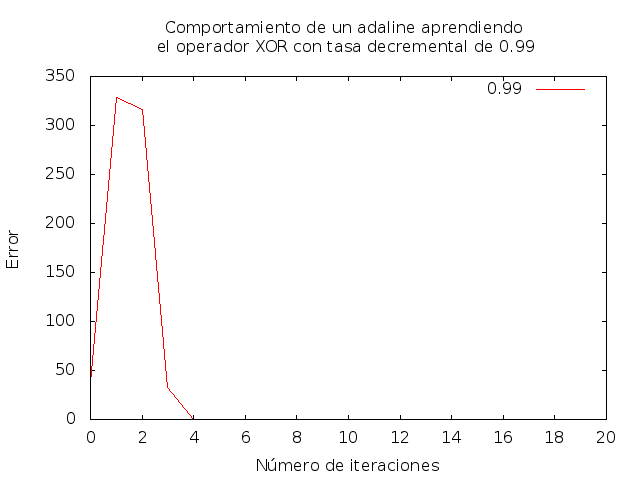 Comportamiento de un adaline aprendiendo
el operador XOR con tasa decremental de 0.99
350
0.99
300
250
200
150
100
50
0
Error
0 2 4 6 8 10 12 14 16 18 20
Número de iteraciones